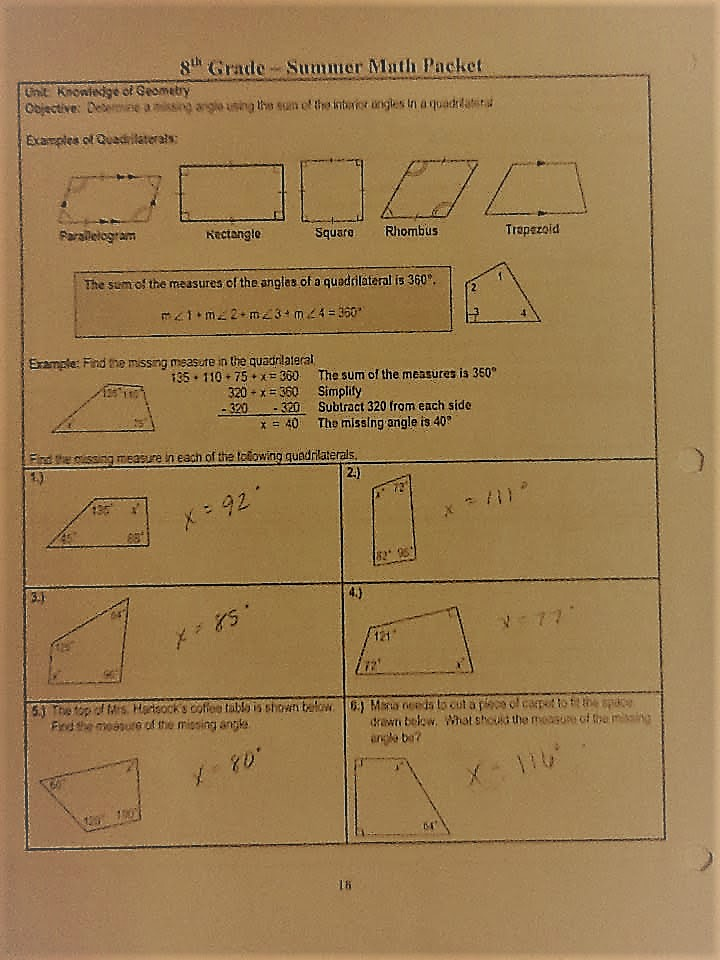 8th Grade – Summer Math Packet
Unit: Knowledge of Geometry
Objective: Determine a missing angle using the sum of the interior angles in a quadrilateral
Examples of Quadrilaterals:
Parallelogram Rectangle Square Rhombus Trapezoid
The sum of the measures of the angles of a quadrilateral is 360°.
m∠1 + m∠2 + m∠3 + m∠4 = 360°
1
2
3 4
Example: Find the missing measure in the quadrilateral.
135 + 110 + 75 + x = 360 The sum of the measures is 360°
320 + x = 360 Simplify
- 320 - 320 Subtract 320 from each side
x = 40 The missing angle is 40°
135° 110°
x° 75°
Find the missing measure in each of the following quadrilaterals.
1.)
135° x°
45° 88°
x = 92°
2.)
x° 72°
82° 95°
x = 111°
3.)
54°
125°
x° 96°
x = 85°
4.)
121°
72° x°
x = 77°
5.) The top of Mrs. Hartsock's coffee table is shown below.
Find the measure of the missing angle.
60°
120° 100°
x = 80°
6.) Maria needs to cut a piece of carpet to fit the space
drawn below. What should the measure of the missing
angle be?
x°
64°
x = 116°
18